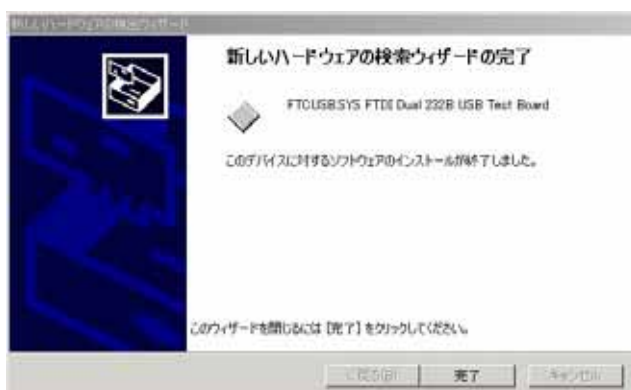 新しいハードウェアの検索ウィザード
新しいハードウェアの検索ウィザードの完了
FTCUSB.SYS FTDI Dual 232B USB Test Board
このデバイスに対するソフトウェアのインストールが終了しました。
このウィザードを閉じるには [完了] をクリックしてください。
< 戻る(B)
完了
キャンセル